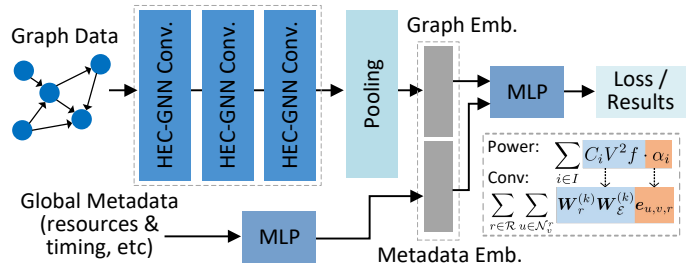 Graph Data
HEC-GNN Conv.
HEC-GNN Conv.
HEC-GNN Conv.
Pooling
Graph Emb.
MLP
Loss /
Results
Power: $\sum_{i \in I} C_i V^2 f \cdot \alpha_i$
Conv: $\sum_{r \in \mathcal{R}} \sum_{u \in \mathcal{N}_v^r} \boldsymbol{W}_r^{(k)} \boldsymbol{W}_{\mathcal{E}}^{(k)} \boldsymbol{e}_{u,v,r}$
Global Metadata
(resources &
timing, etc)
MLP
Metadata Emb.